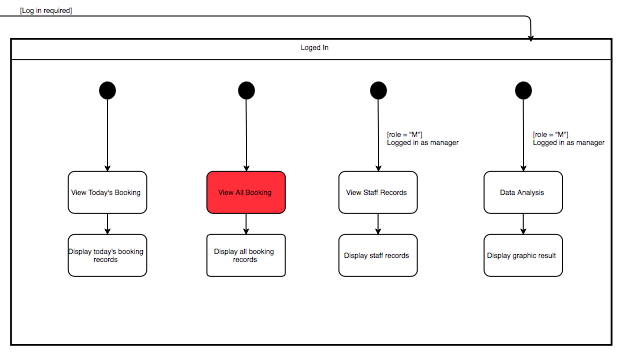 [Log in required]
Loged In
[role = "M"]
Logged in as manager
[role = "M"]
Logged in as manager
View Today's Booking
View All Booking
View Staff Records
Data Analysis
Display today's booking
records
Display all booking
records
Display staff records
Display graphic result